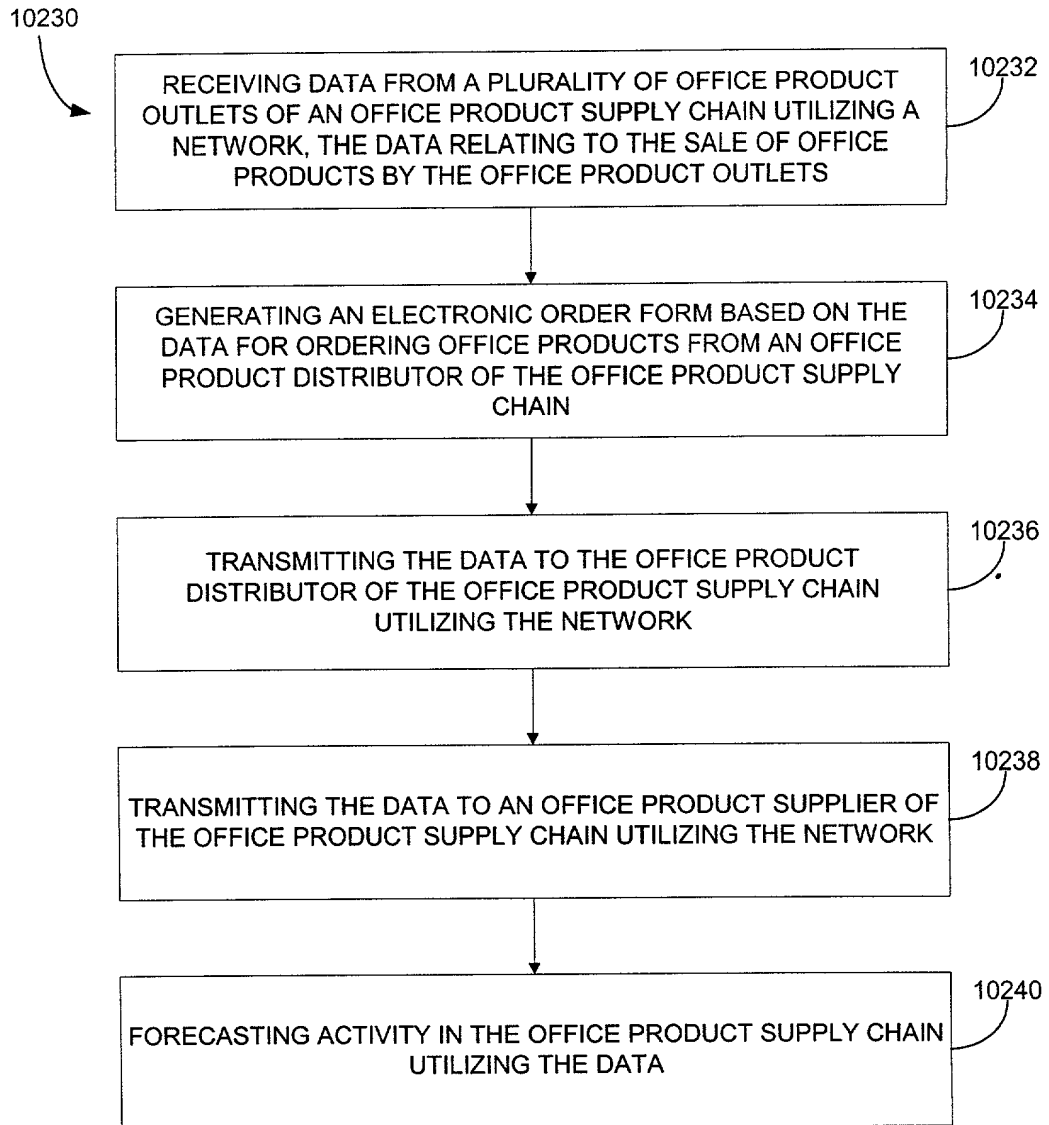 10230
RECEIVING DATA FROM A PLURALITY OF OFFICE PRODUCT
OUTLETS OF AN OFFICE PRODUCT SUPPLY CHAIN UTILIZING A
NETWORK, THE DATA RELATING TO THE SALE OF OFFICE
PRODUCTS BY THE OFFICE PRODUCT OUTLETS
10232
GENERATING AN ELECTRONIC ORDER FORM BASED ON THE
DATA FOR ORDERING OFFICE PRODUCTS FROM AN OFFICE
PRODUCT DISTRIBUTOR OF THE OFFICE PRODUCT SUPPLY
CHAIN
10234
TRANSMITTING THE DATA TO THE OFFICE PRODUCT
DISTRIBUTOR OF THE OFFICE PRODUCT SUPPLY CHAIN
UTILIZING THE NETWORK
10236
TRANSMITTING THE DATA TO AN OFFICE PRODUCT SUPPLIER OF
THE OFFICE PRODUCT SUPPLY CHAIN UTILIZING THE NETWORK
10238
FORECASTING ACTIVITY IN THE OFFICE PRODUCT SUPPLY CHAIN
UTILIZING THE DATA
10240